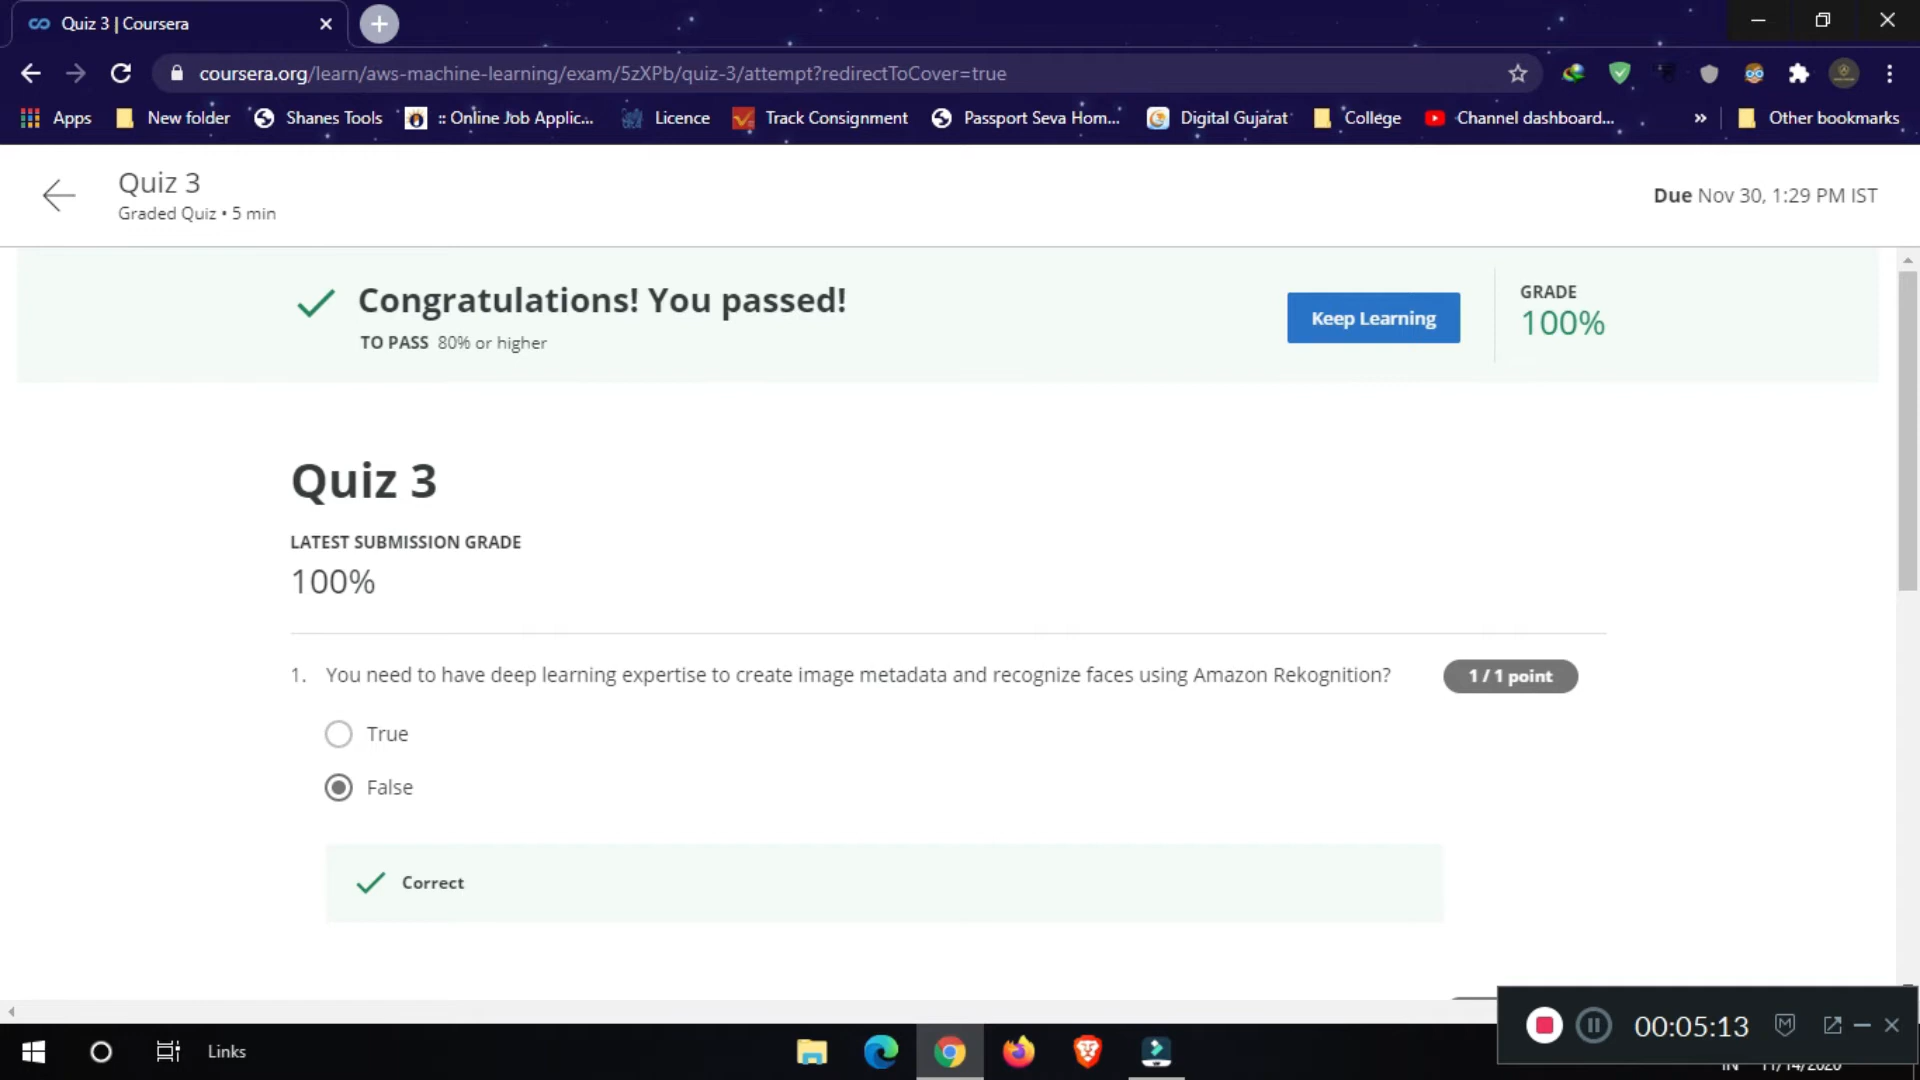 Quiz 3 | Coursera
coursera.org/learn/aws-machine-learning/exam/5zXPb/quiz-3/attempt?redirectToCover=true
Apps New folder Shanes Tools :: Online Job Applic... Licence Track Consignment Passport Seva Hom... Digital Gujarat College Channel dashboard... » Other bookmarks
Quiz 3
Graded Quiz • 5 min
Due Nov 30, 1:29 PM IST
Congratulations! You passed!
TO PASS 80% or higher
Keep Learning
GRADE
100%
Quiz 3
LATEST SUBMISSION GRADE
100%
1. You need to have deep learning expertise to create image metadata and recognize faces using Amazon Rekognition?
1 / 1 point
True
False
Correct
00:05:13
Links